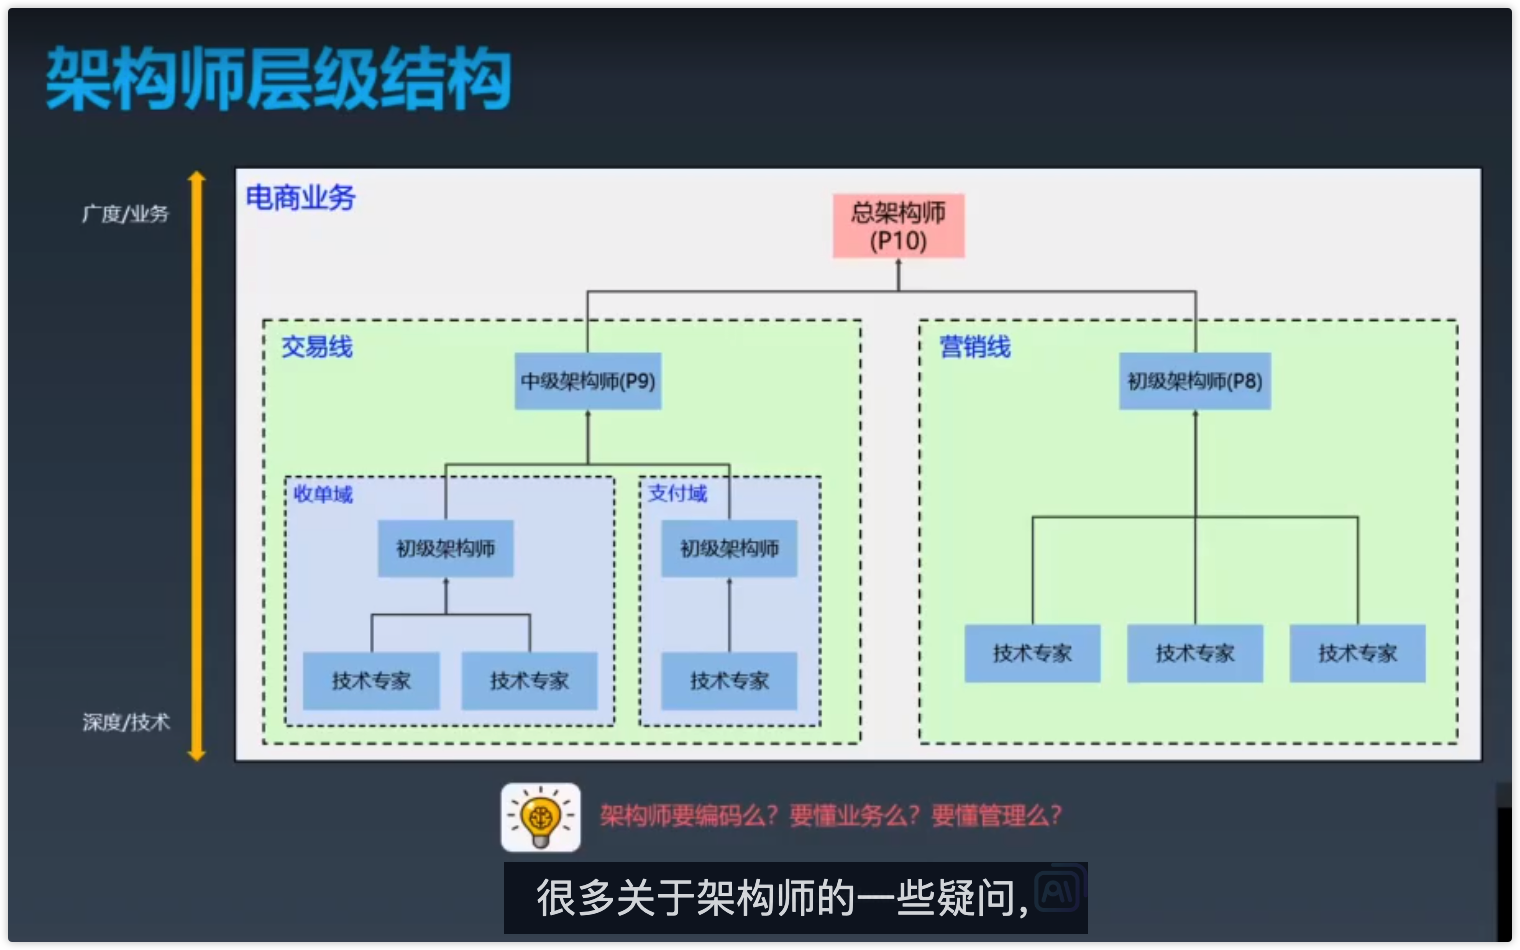 架构师层级结构
广度/业务
电商业务
总架构师
(P10)
交易线
营销线
中级架构师(P9)
初级架构师(P8)
收单域
支付域
初级架构师
初级架构师
技术专家
技术专家
技术专家
技术专家
技术专家
技术专家
深度/技术
架构师要编码么？要懂业务么？要懂管理么？
很多关于架构师的一些疑问,
AI